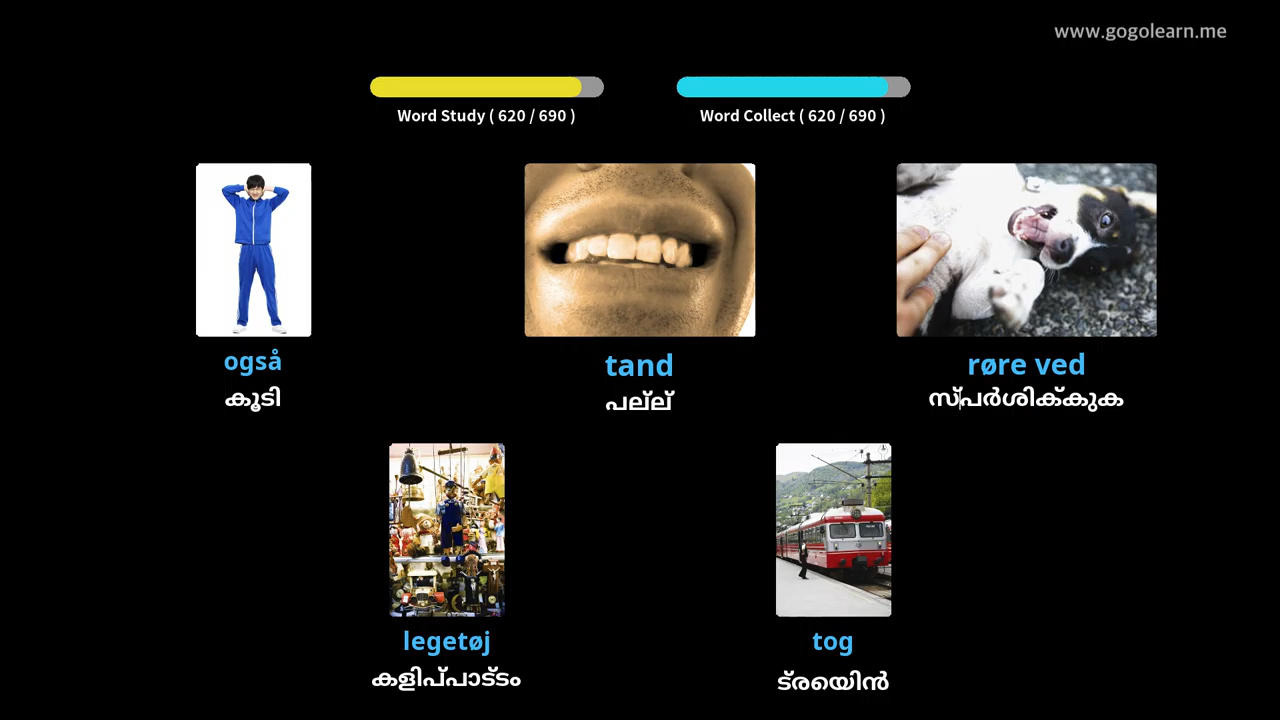 www.gogolearn.me
Word Study ( 620 / 690 )
Word Collect ( 620 / 690 )
også
tand
røre ved
കൂടി
പല്ല്
സ്പർശിക്കുക
legetøj
tog
കളിപ്പാട്ടം
ട്രയിെൻ